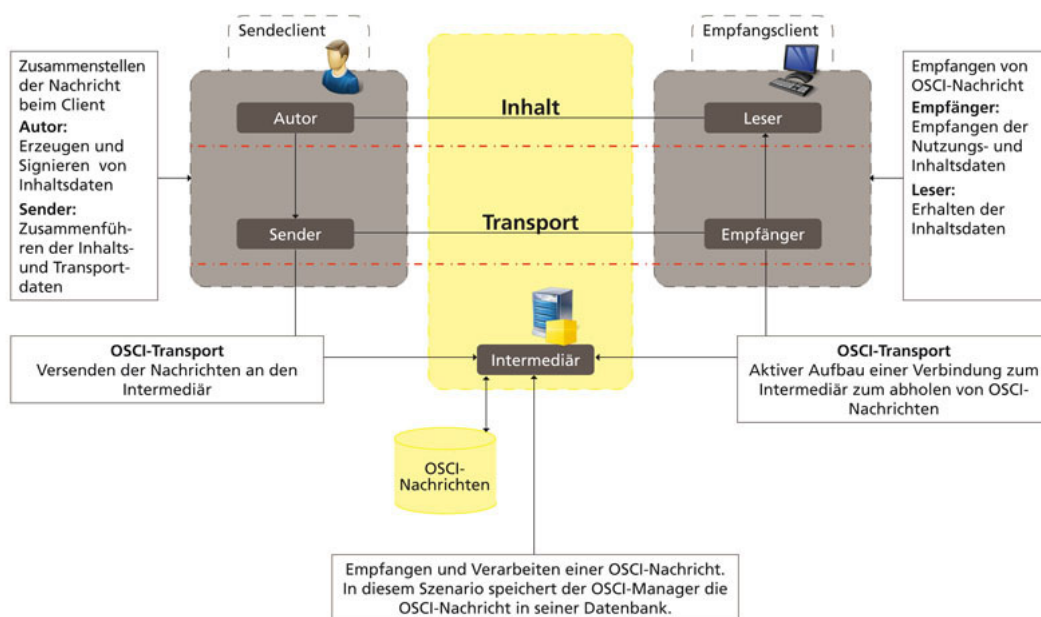 Sendeclient
Empfangsclient
Zusammenstellen
der Nachricht
beim Client
Autor:
Erzeugen und
Signieren von
Inhaltsdaten
Sender:
Zusammenfüh-
ren der Inhalts-
und Transport-
daten
Autor
Inhalt
Leser
Sender
Transport
Empfänger
Empfangen von
OSCI-Nachricht
Empfänger:
Empfangen der
Nutzungs- und
Inhaltsdaten
Leser:
Erhalten der
Inhaltsdaten
OSCI-Transport
Versenden der Nachrichten an den
Intermediär
Intermediär
OSCI-Transport
Aktiver Aufbau einer Verbindung zum
Intermediär zum abholen von OSCI-
Nachrichten
OSCI-
Nachrichten
Empfangen und Verarbeiten einer OSCI-Nachricht.
In diesem Szenario speichert der OSCI-Manager die
OSCI-Nachricht in seiner Datenbank.